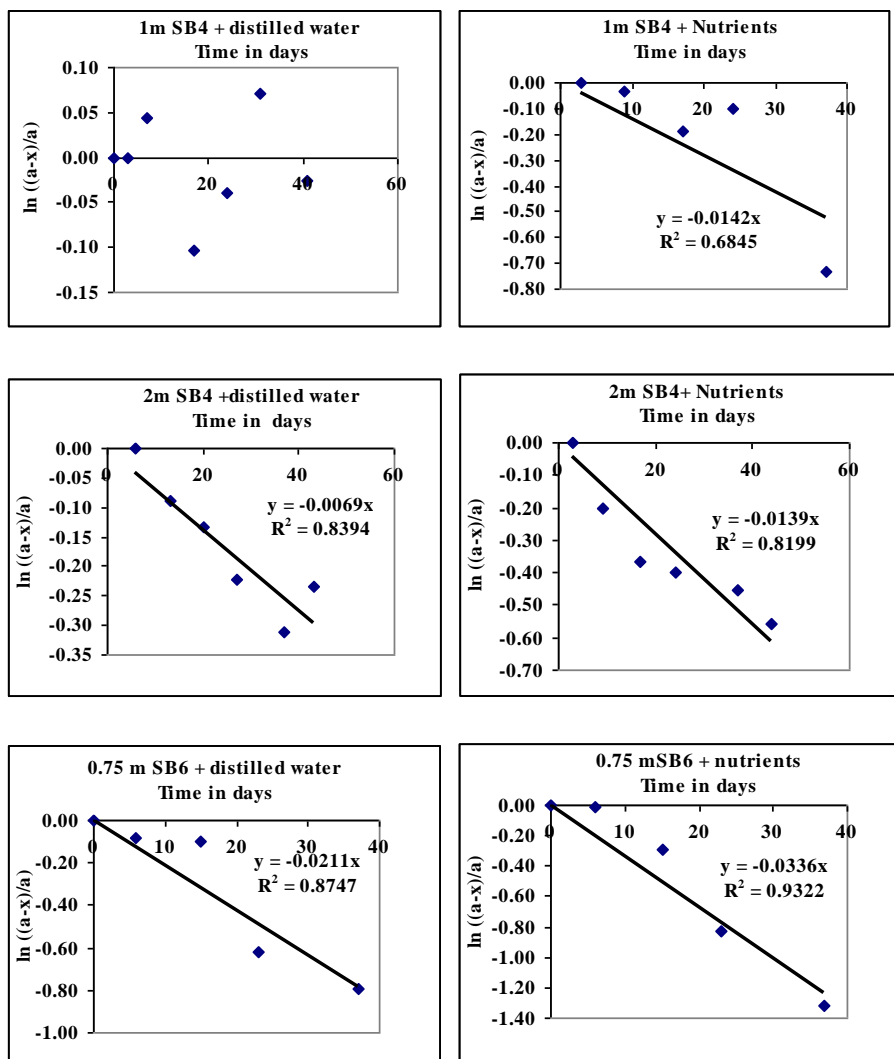 1m SB4 + distilled water
Time in days
0.10
0.05
0.00
-0.05
-0.10
-0.15
0 20 40 60
ln ((a-x)/a)
1m SB4 + Nutrients
Time in days
0.00
-0.10
-0.20
-0.30
-0.40
-0.50
-0.60
-0.70
-0.80
0 10 20 30 40
ln ((a-x)/a)
y = -0.0142x
R² = 0.6845
2m SB4 +distilled water
Time in days
0.00
-0.05
-0.10
-0.15
-0.20
-0.25
-0.30
-0.35
0 20 40 60
ln ((a-x)/a)
y = -0.0069x
R² = 0.8394
2m SB4+ Nutrients
Time in days
0.00
-0.10
-0.20
-0.30
-0.40
-0.50
-0.60
-0.70
0 20 40 60
ln ((a-x)/a)
y = -0.0139x
R² = 0.8199
0.75 m SB6 + distilled water
Time in days
0.00
-0.20
-0.40
-0.60
-0.80
-1.00
0 10 20 30 40
ln ((a-x)/a)
y = -0.0211x
R² = 0.8747
0.75 mSB6 + nutrients
Time in days
0.00
-0.20
-0.40
-0.60
-0.80
-1.00
-1.20
-1.40
0 10 20 30 40
ln ((a-x)/a)
y = -0.0336x
R² = 0.9322